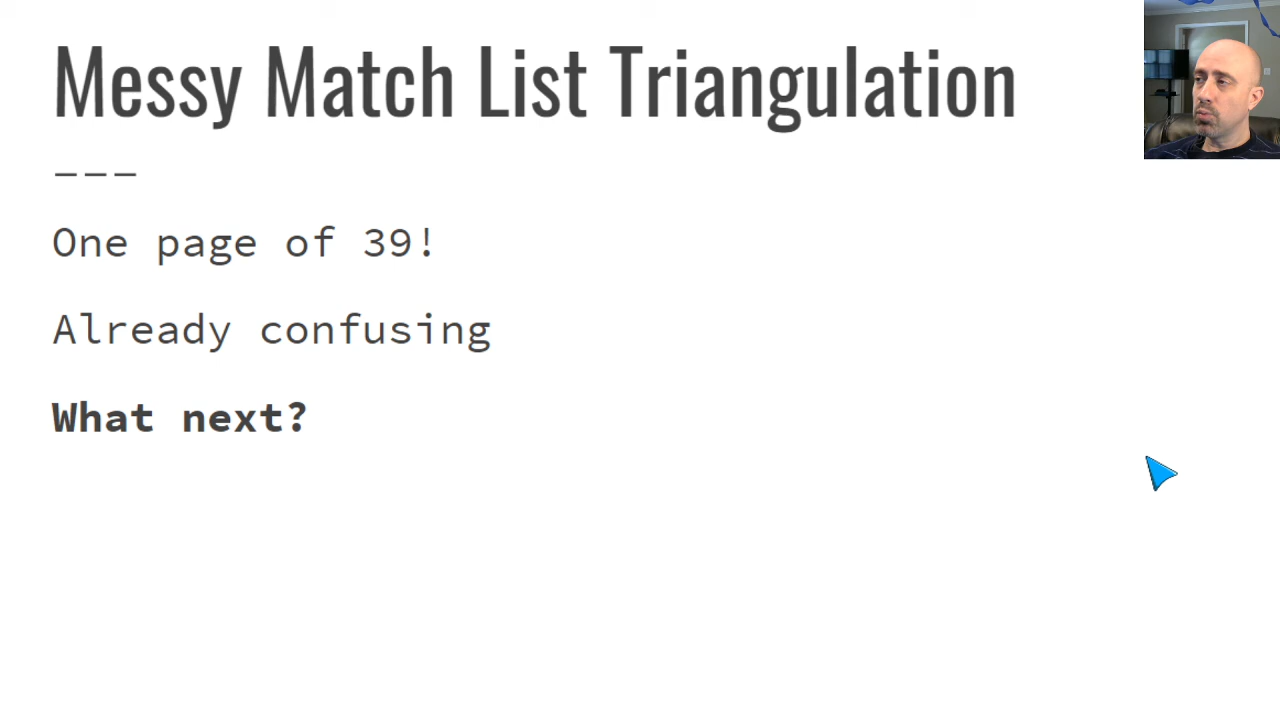 Messy Match List Triangulation
---
One page of 39!
Already confusing
What next?